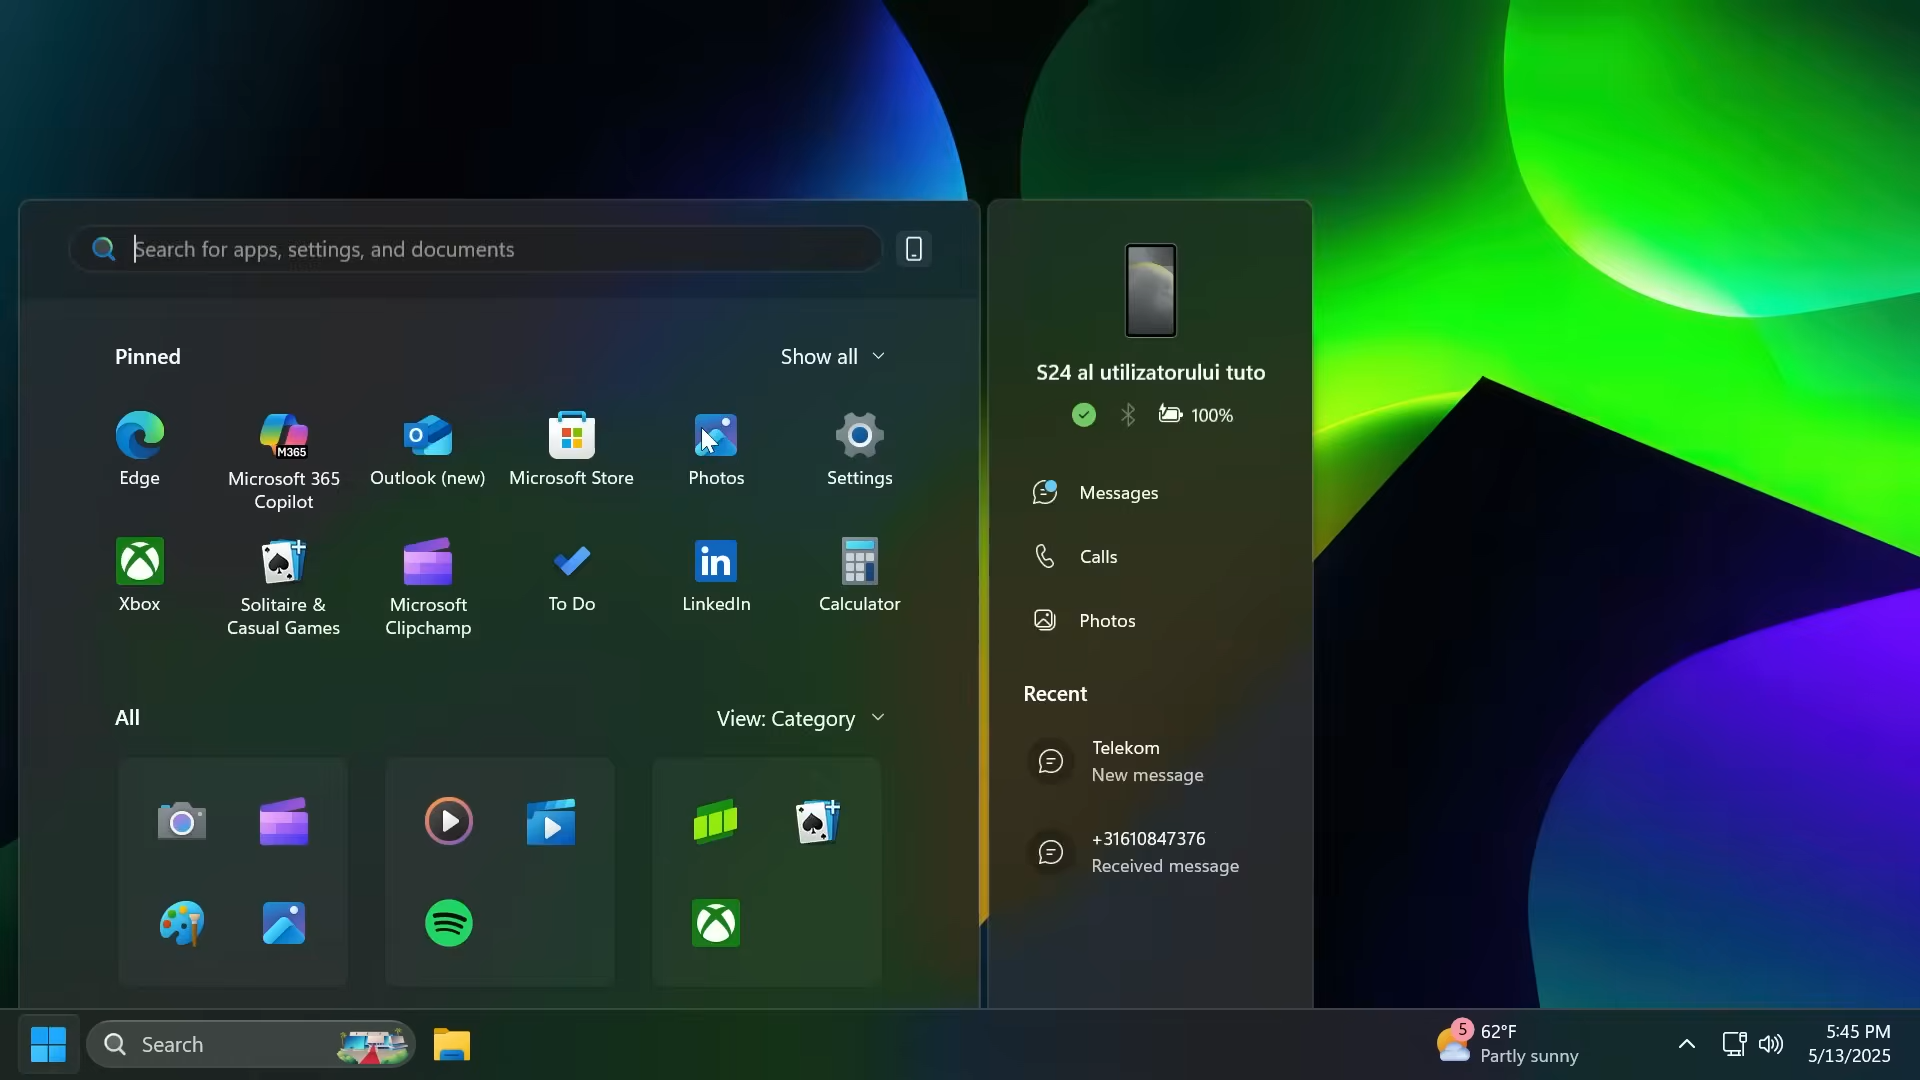 Search for apps, settings, and documents
Pinned
Show all
Edge
Microsoft 365
Copilot
M365
Outlook (new)
Microsoft Store
Photos
Settings
Xbox
Solitaire &
Casual Games
Microsoft
Clipchamp
To Do
LinkedIn
Calculator
All
View: Category
S24 al utilizatorului tuto
100%
Messages
Calls
Photos
Recent
Telekom
New message
+31610847376
Received message
Search
5
62°F
Partly sunny
5:45 PM
5/13/2025